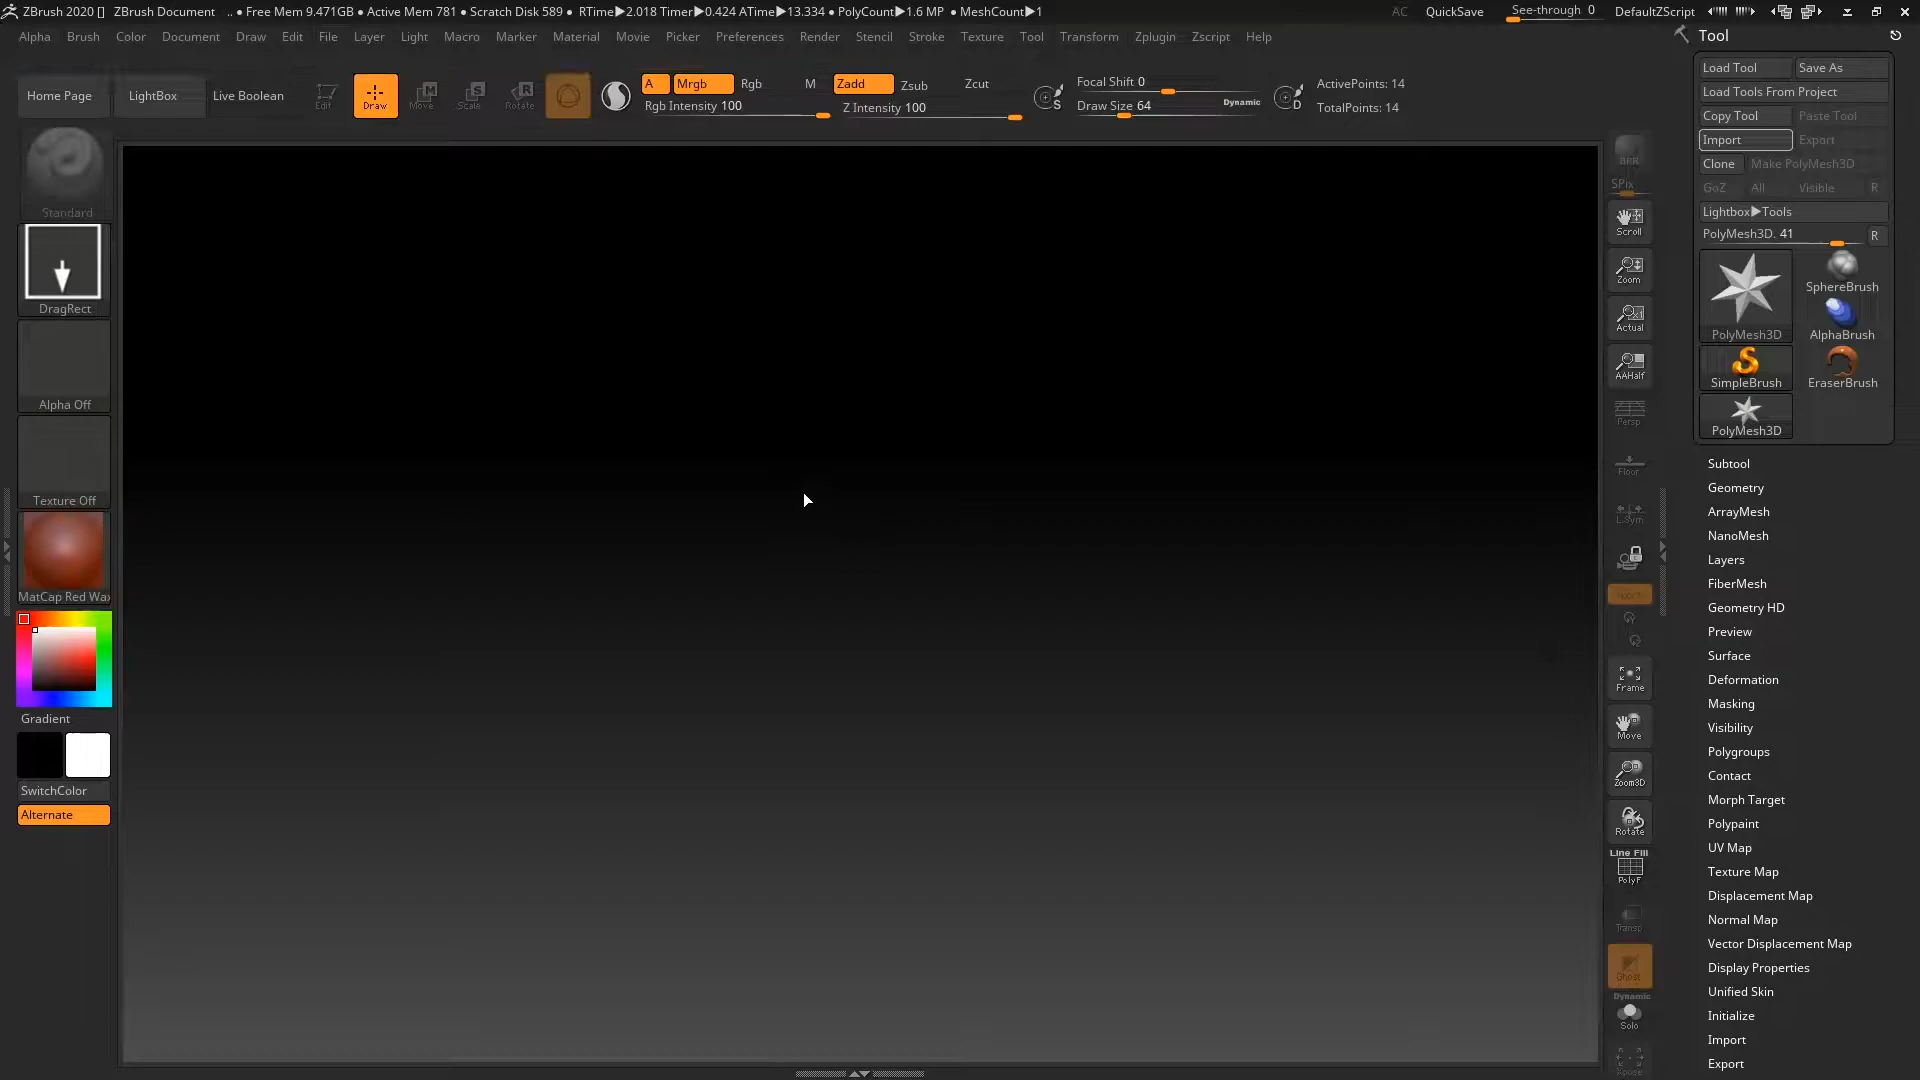 ZBrush 2020 [] ZBrush Document .. ● Free Mem 9.471GB ● Active Mem 781 ● Scratch Disk 589 ● RTime▶2.018 Timer▶0.424 ATime▶13.334 ● PolyCount▶1.6 MP ● MeshCount▶1 AC QuickSave See-through 0 DefaultZScript
Alpha Brush Color Document Draw Edit File Layer Light Macro Marker Material Movie Picker Preferences Render Stencil Stroke Texture Tool Transform Zplugin Zscript Help
Home Page LightBox Live Boolean Edit Draw Move Scale Rotate
A Mrgb Rgb M Zadd Zsub Zcut
Rgb Intensity 100 Z Intensity 100
S
Focal Shift 0
Draw Size 64 Dynamic
D
ActivePoints: 14
TotalPoints: 14
Standard
DragRect
Alpha Off
Texture Off
MatCap Red Wax
Gradient
SwitchColor
Alternate
BPR
SPix
Scroll
Zoom
Actual
AAHalf
Persp
Floor
L.Sym
Frame
Move
Zoom3D
Rotate
Line Fill
PolyF
Transp
Ghost
Dynamic
Solo
Xpose
Tool
Load Tool Save As
Load Tools From Project
Copy Tool Paste Tool
Import Export
Clone Make PolyMesh3D
GoZ All Visible R
Lightbox▶Tools
PolyMesh3D. 41 R
PolyMesh3D
SphereBrush
AlphaBrush
SimpleBrush
EraserBrush
PolyMesh3D
Subtool
Geometry
ArrayMesh
NanoMesh
Layers
FiberMesh
Geometry HD
Preview
Surface
Deformation
Masking
Visibility
Polygroups
Contact
Morph Target
Polypaint
UV Map
Texture Map
Displacement Map
Normal Map
Vector Displacement Map
Display Properties
Unified Skin
Initialize
Import
Export